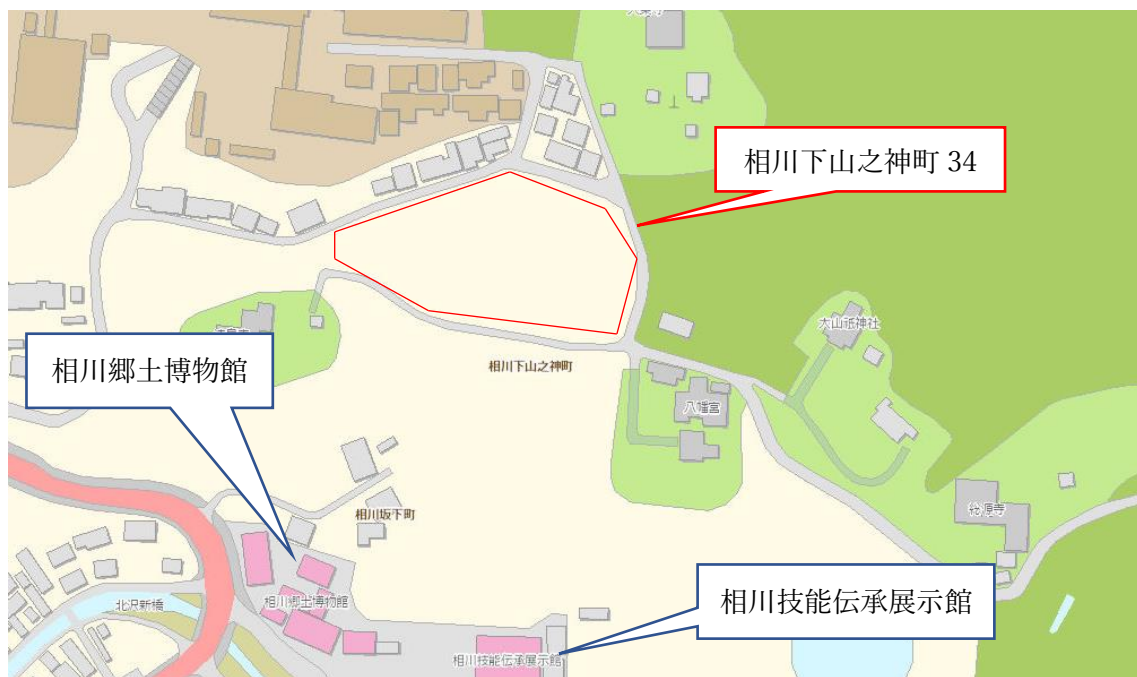 相川下山之神町 34
大山祇神社
相川郷土博物館
相川下山之神町
八幡宮
総源寺
相川坂下町
相川技能伝承展示館
北沢新橋
相川郷土博物館
相川技能伝承展示館